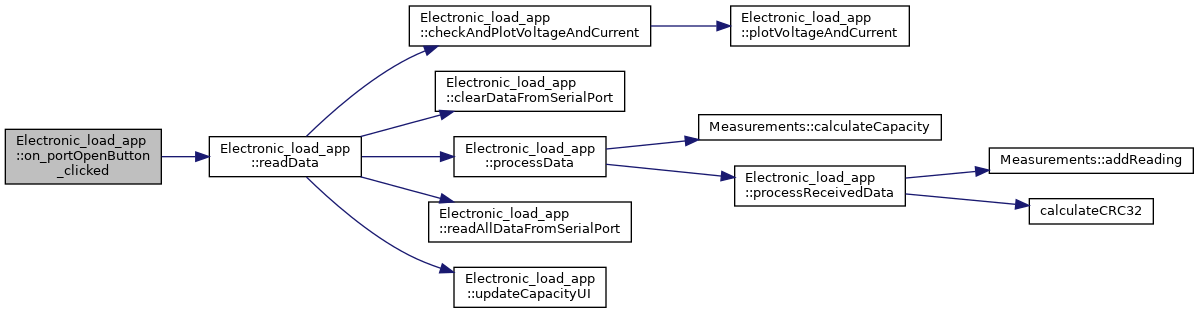 Electronic_load_app
::on_portOpenButton
_clicked
Electronic_load_app
::readData
Electronic_load_app
::checkAndPlotVoltageAndCurrent
Electronic_load_app
::plotVoltageAndCurrent
Electronic_load_app
::clearDataFromSerialPort
Electronic_load_app
::processData
Measurements::calculateCapacity
Electronic_load_app
::processReceivedData
Measurements::addReading
calculateCRC32
Electronic_load_app
::readAllDataFromSerialPort
Electronic_load_app
::updateCapacityUI